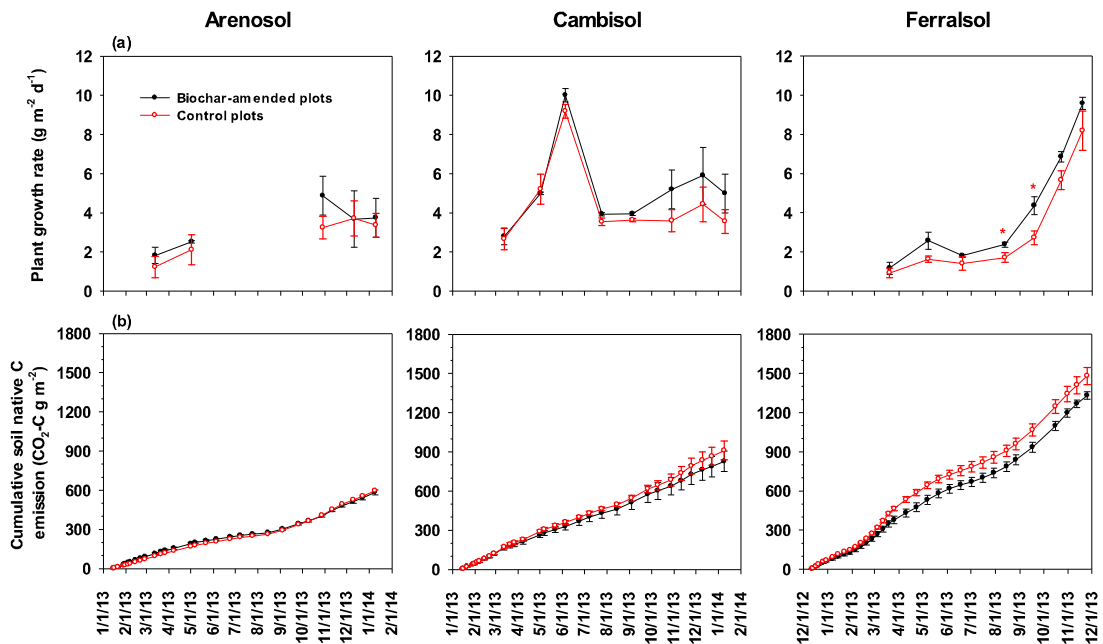 Arenosol Cambisol Ferralsol
(a)
Plant growth rate (g m⁻² d⁻¹)
12 12 12
10 10 10
8 8 8
6 6 6
4 4 4
2 2 2
0 0 0
Biochar-amended plots
Control plots
* *
(b)
Cumulative soil native C
emission (CO₂-C g m⁻²)
1800 1800 1800
1500 1500 1500
1200 1200 1200
900 900 900
600 600 600
300 300 300
0 0 0
1/1/13 2/1/13 3/1/13 4/1/13 5/1/13 6/1/13 7/1/13 8/1/13 9/1/13 10/1/13 11/1/13 12/1/13 1/1/14 2/1/14
1/1/13 2/1/13 3/1/13 4/1/13 5/1/13 6/1/13 7/1/13 8/1/13 9/1/13 10/1/13 11/1/13 12/1/13 1/1/14 2/1/14
12/1/12 1/1/13 2/1/13 3/1/13 4/1/13 5/1/13 6/1/13 7/1/13 8/1/13 9/1/13 10/1/13 11/1/13 12/1/13